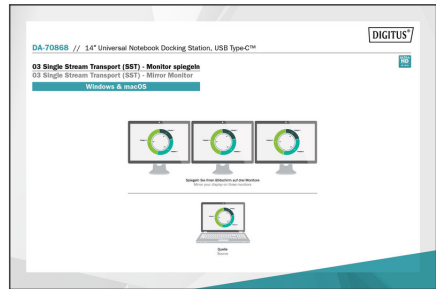 DIGITUS®
DA-70868 // 14" Universal Notebook Docking Station, USB Type-C™
03 Single Stream Transport (SST) - Monitor spiegeln
03 Single Stream Transport (SST) - Mirror Monitor
Windows & macOS
Spiegeln Sie Ihren Bildschirm auf drei Monitore
Mirror your display on three monitors
Quelle
Source